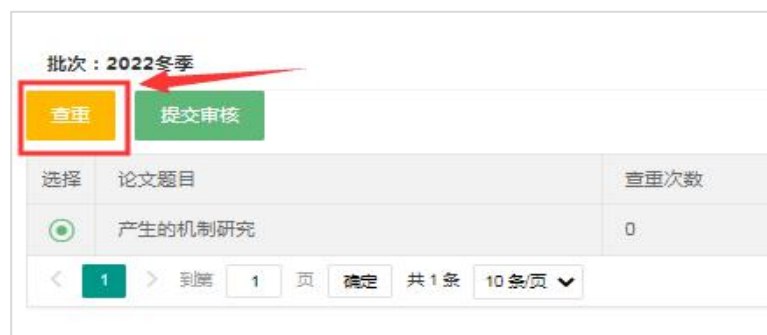 批次：2022冬季
查重 提交审核
选择 论文题目 查重次数
产生的机制研究 0
< 1 > 到第 1 页 确定 共1条 10条/页